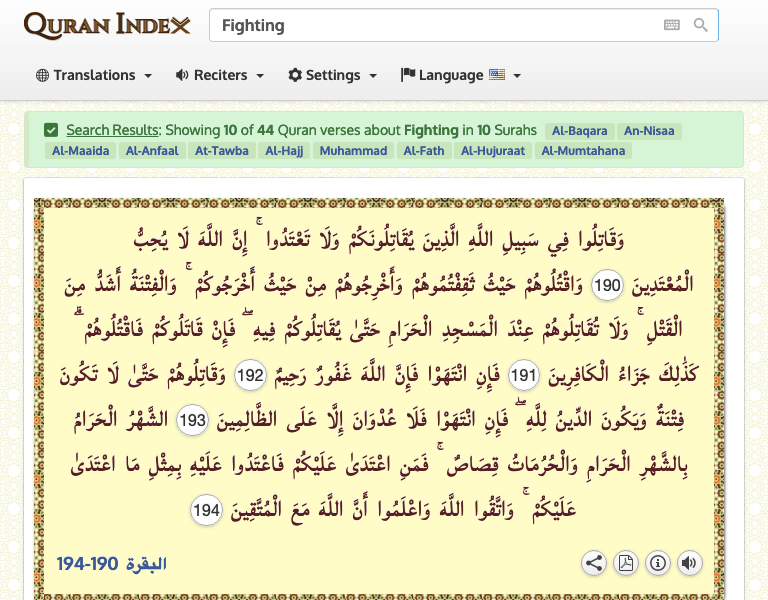 QURAN INDEX
Fighting
Translations Reciters Settings Language
Search Results: Showing 10 of 44 Quran verses about Fighting in 10 Surahs Al-Baqara An-Nisaa
Al-Maaida Al-Anfaal At-Tawba Al-Hajj Muhammad Al-Fath Al-Hujuraat Al-Mumtahana
وَقَاتِلُوا فِي سَبِيلِ اللَّهِ الَّذِينَ يُقَاتِلُونَكُمْ وَلَا تَعْتَدُوا ۚ إِنَّ اللَّهَ لَا يُحِبُّ
الْمُعْتَدِينَ 190 وَاقْتُلُوهُمْ حَيْثُ ثَقِفْتُمُوهُمْ وَأَخْرِجُوهُمْ مِنْ حَيْثُ أَخْرَجُوكُمْ ۚ وَالْفِتْنَةُ أَشَدُّ مِنَ
الْقَتْلِ ۚ وَلَا تُقَاتِلُوهُمْ عِنْدَ الْمَسْجِدِ الْحَرَامِ حَتَّىٰ يُقَاتِلُوكُمْ فِيهِ ۖ فَإِنْ قَاتَلُوكُمْ فَاقْتُلُوهُمْ ۗ
كَذَٰلِكَ جَزَاءُ الْكَافِرِينَ 191 فَإِنِ انْتَهَوْا فَإِنَّ اللَّهَ غَفُورٌ رَحِيمٌ 192 وَقَاتِلُوهُمْ حَتَّىٰ لَا تَكُونَ
فِتْنَةٌ وَيَكُونَ الدِّينُ لِلَّهِ ۖ فَإِنِ انْتَهَوْا فَلَا عُدْوَانَ إِلَّا عَلَى الظَّالِمِينَ 193 الشَّهْرُ الْحَرَامُ
بِالشَّهْرِ الْحَرَامِ وَالْحُرُمَاتُ قِصَاصٌ ۚ فَمَنِ اعْتَدَىٰ عَلَيْكُمْ فَاعْتَدُوا عَلَيْهِ بِمِثْلِ مَا اعْتَدَىٰ
عَلَيْكُمْ ۚ وَاتَّقُوا اللَّهَ وَاعْلَمُوا أَنَّ اللَّهَ مَعَ الْمُتَّقِينَ 194
البقرة 190-194